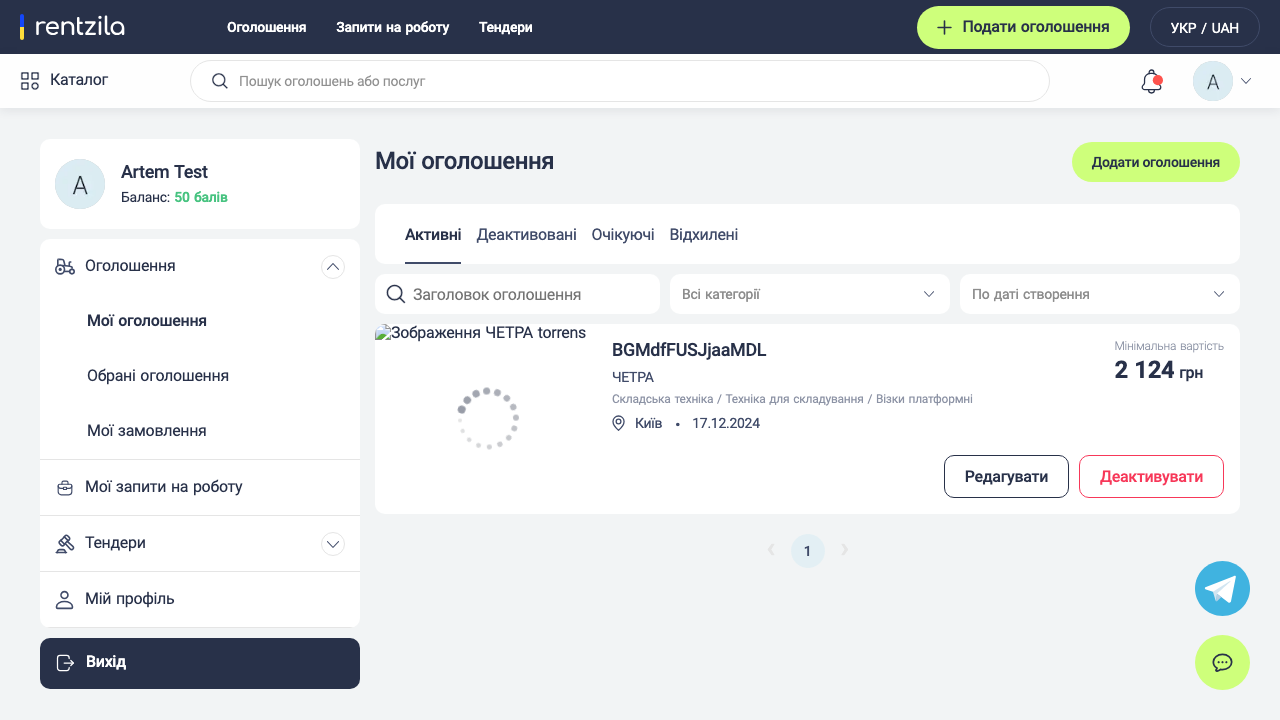 rentzila
Оголошення
Запити на роботу
Тендери
Подати оголошення
УКР / UAH
Каталог
Пошук оголошень або послуг
A
A
Artem Test
Баланс: 50 балів
Оголошення
Мої оголошення
Обрані оголошення
Мої замовлення
Мої запити на роботу
Тендери
Мій профіль
Вихід
Мої оголошення
Додати оголошення
Активні
Деактивовані
Очікуючі
Відхилені
Заголовок оголошення
Всі категорії
По даті створення
Зображення ЧЕТРА torrens
BGMdfFUSJjaaMDL
ЧЕТРА
Складська техніка / Техніка для складування / Візки платформні
Київ • 17.12.2024
Мінімальна вартість
2 124 грн
Редагувати
Деактивувати
1